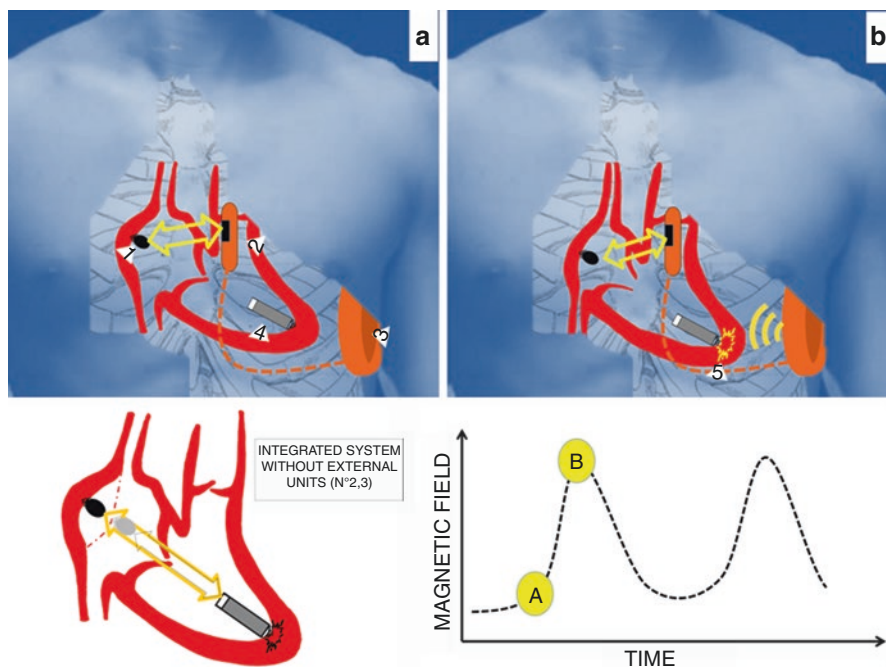 a
b
1
2
3
4
5
INTEGRATED SYSTEM
WITHOUT EXTERNAL
UNITS (N°2,3)
MAGNETIC FIELD
A
B
TIME